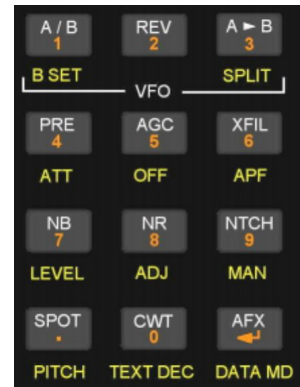 A / B REV A ► B
1 2 3
B SET SPLIT
VFO
PRE AGC XFIL
4 5 6
ATT OFF APF
NB NR NTCH
7 8 9
LEVEL ADJ MAN
SPOT CWT AFX
. 0 ↵
PITCH TEXT DEC DATA MD